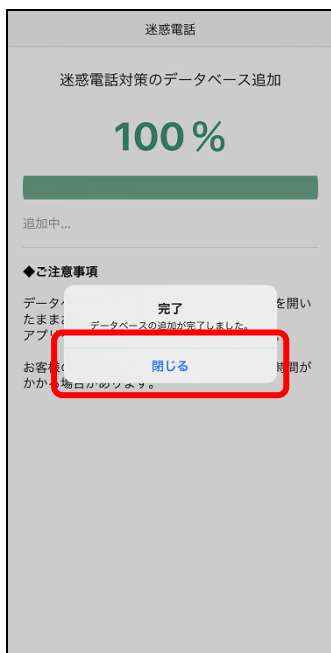 迷惑電話
迷惑電話対策のデータベース追加
100 %
追加中...
◆ご注意事項
データベ
を開い
たままお
アプリ
完了
データベースの追加が完了しました。
閉じる
お客様の
時間が
かかる場合があります。